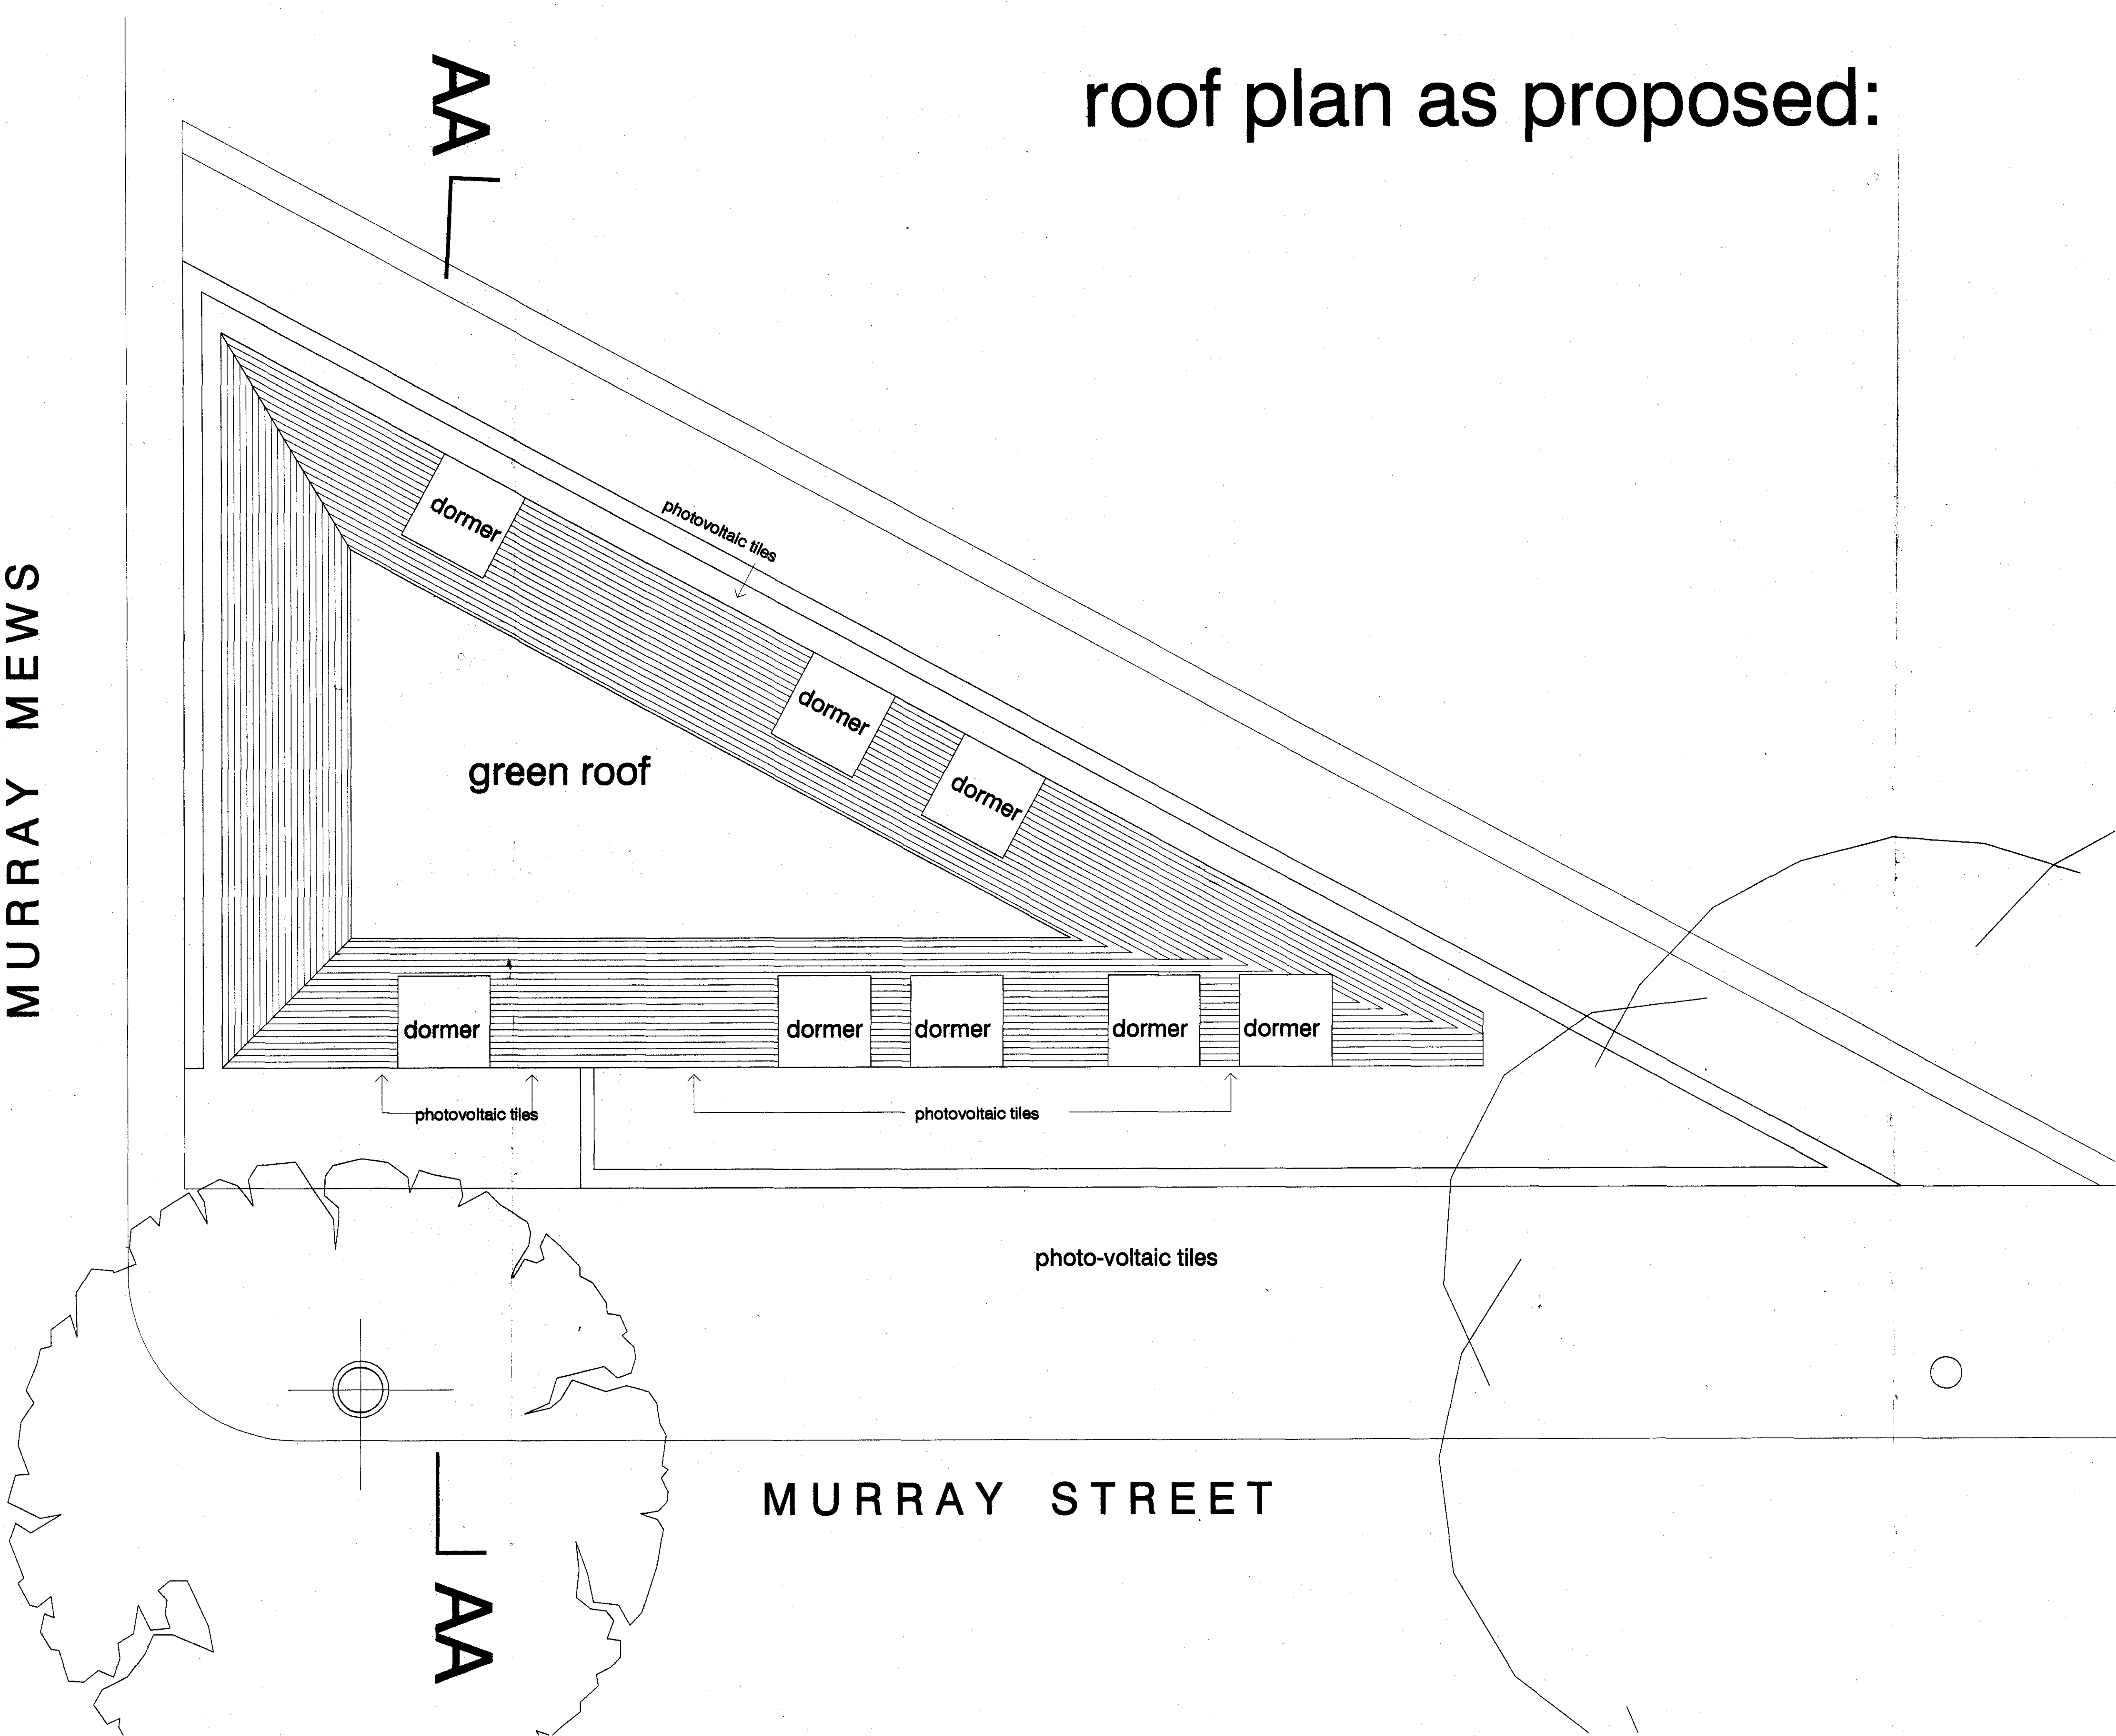 AA
roof plan as proposed:
MURRAY MEWS
dormer
photovoltaic tiles
dormer
dormer
green roof
dormer
dormer
dormer
dormer
dormer
photovoltaic tiles
photovoltaic tiles
photo-voltaic tiles
MURRAY STREET
AA